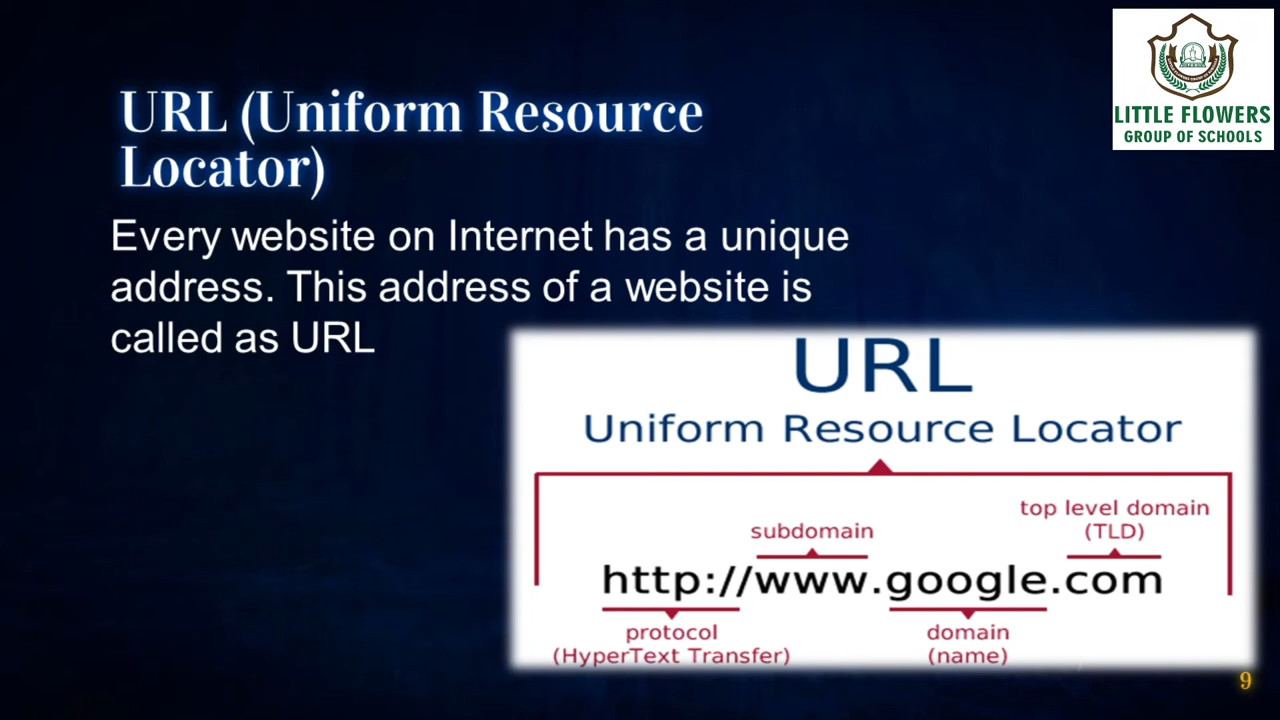 LITTLE FLOWERS
GROUP OF SCHOOLS
URL (Uniform Resource
Locator)
Every website on Internet has a unique
address. This address of a website is
called as URL
URL
Uniform Resource Locator
top level domain
(TLD)
subdomain
http://www.google.com
protocol
(HyperText Transfer)
domain
(name)
9